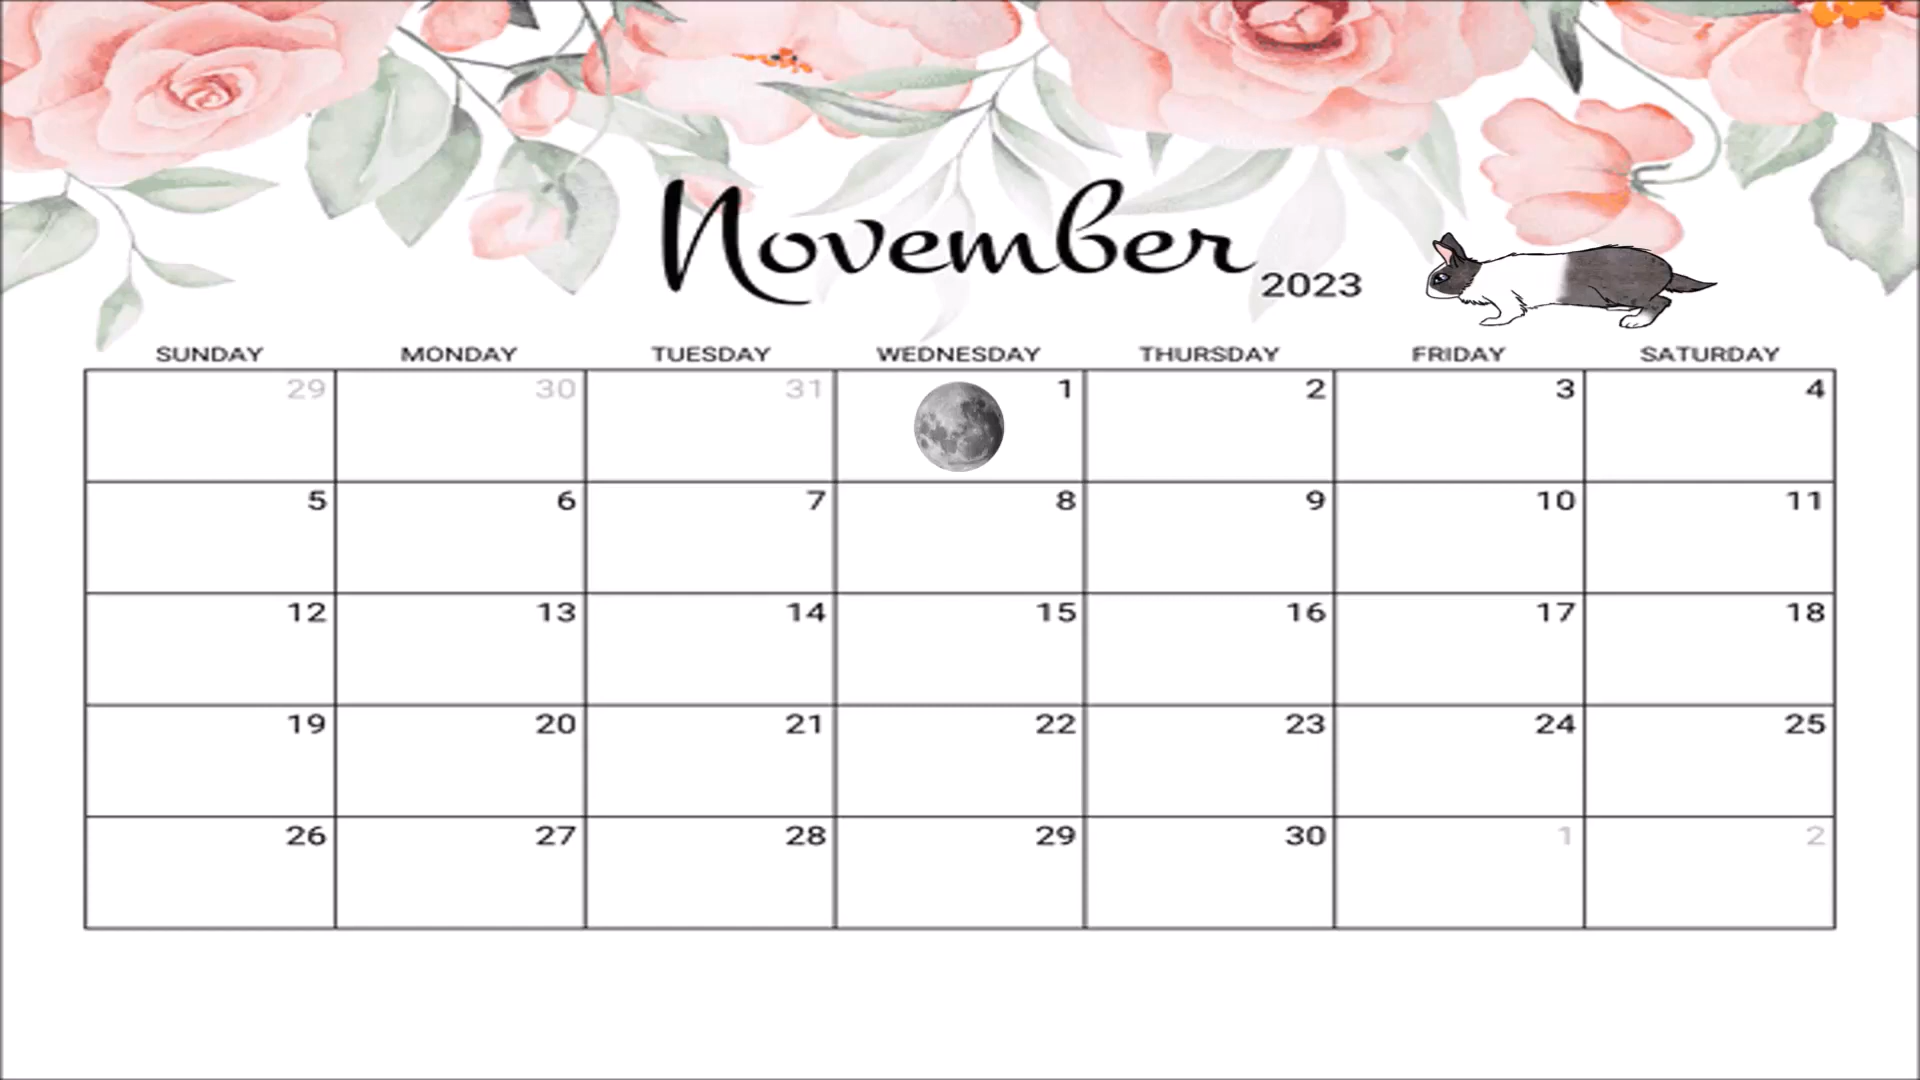 November 2023
SUNDAY MONDAY TUESDAY WEDNESDAY THURSDAY FRIDAY SATURDAY
29 30 31 1 2 3 4
5 6 7 8 9 10 11
12 13 14 15 16 17 18
19 20 21 22 23 24 25
26 27 28 29 30 1 2